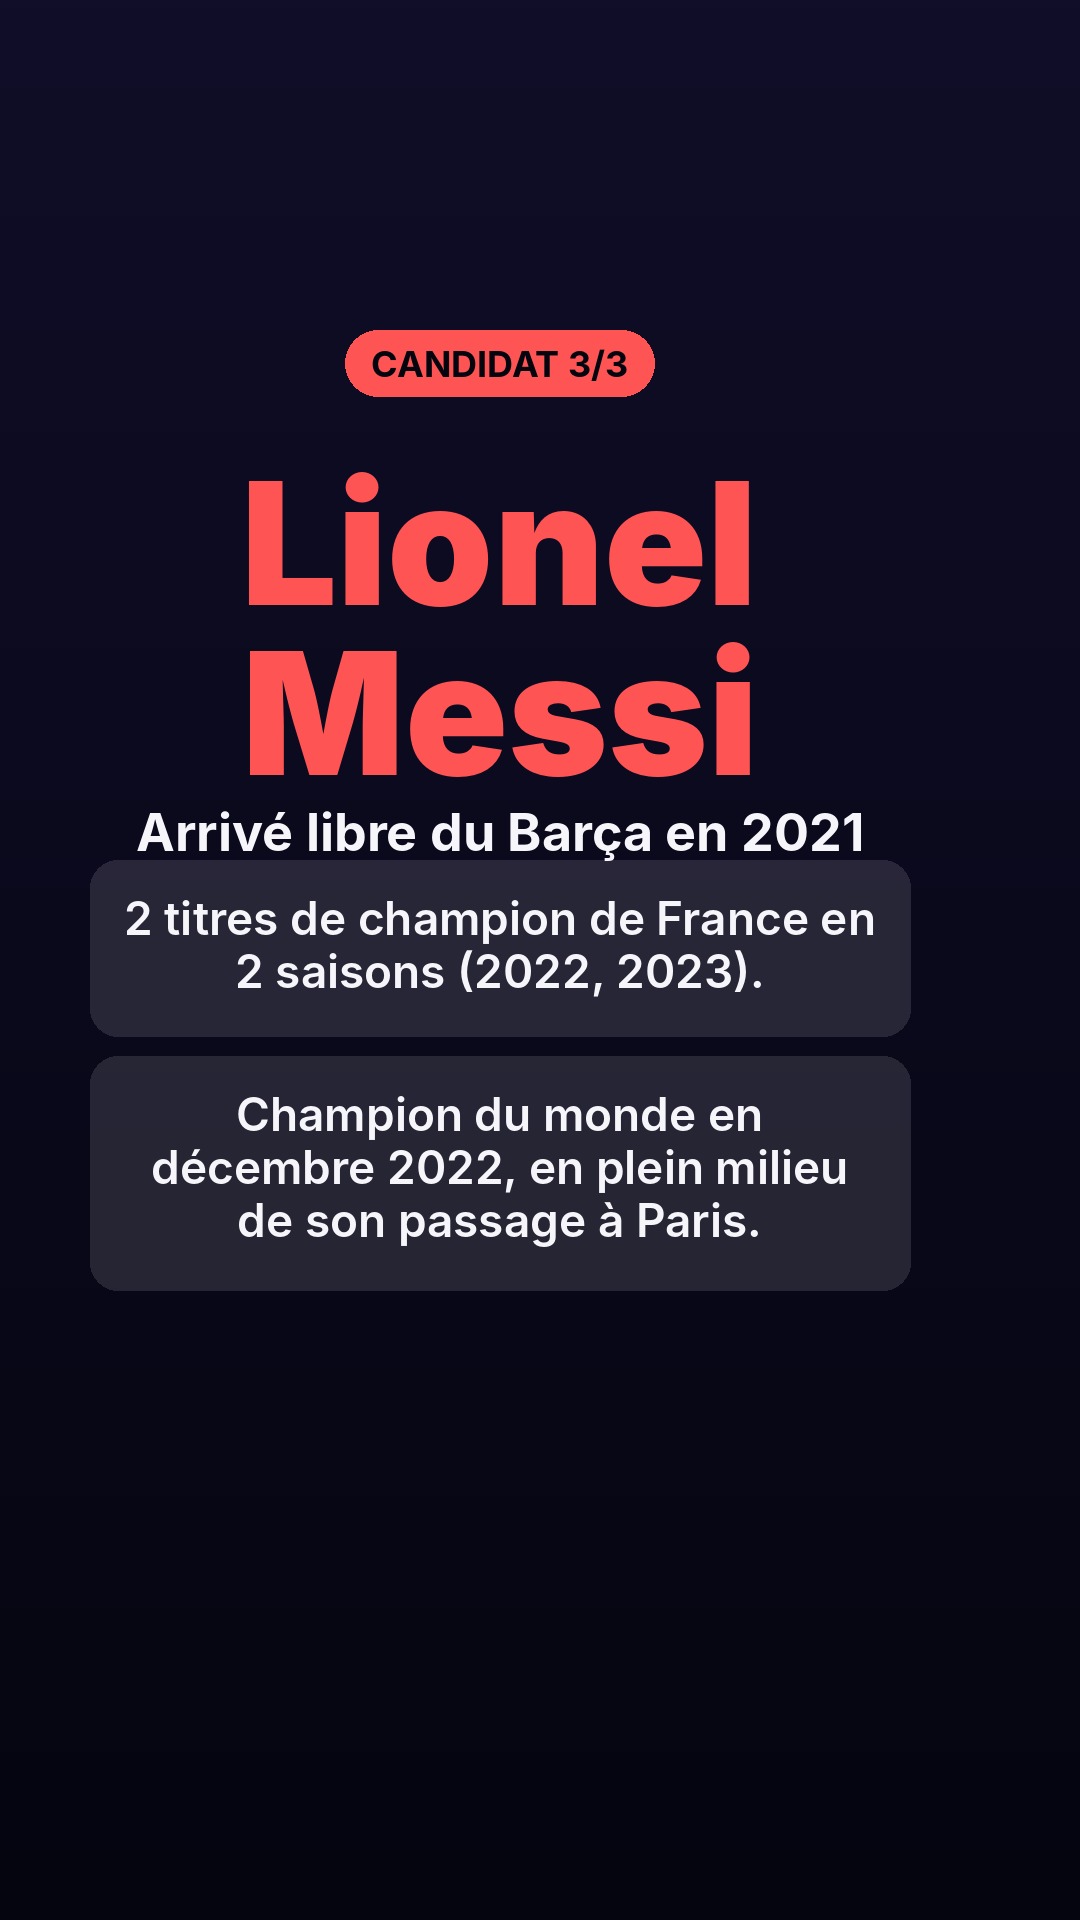 CANDIDAT 3/3
Lionel
Messi
Arrivé libre du Barça en 2021
2 titres de champion de France en
2 saisons (2022, 2023).
Champion du monde en
décembre 2022, en plein milieu
de son passage à Paris.